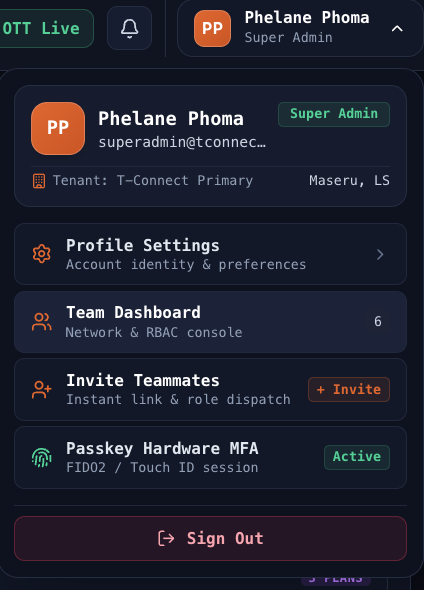 OTT Live
PP
Phelane Phoma
Super Admin
PP
Phelane Phoma
Super Admin
superadmin@tconnec…
Tenant: T-Connect Primary
Maseru, LS
Profile Settings
Account identity & preferences
Team Dashboard
Network & RBAC console
6
Invite Teammates
Instant link & role dispatch
+ Invite
Passkey Hardware MFA
FIDO2 / Touch ID session
Active
Sign Out
PLANS